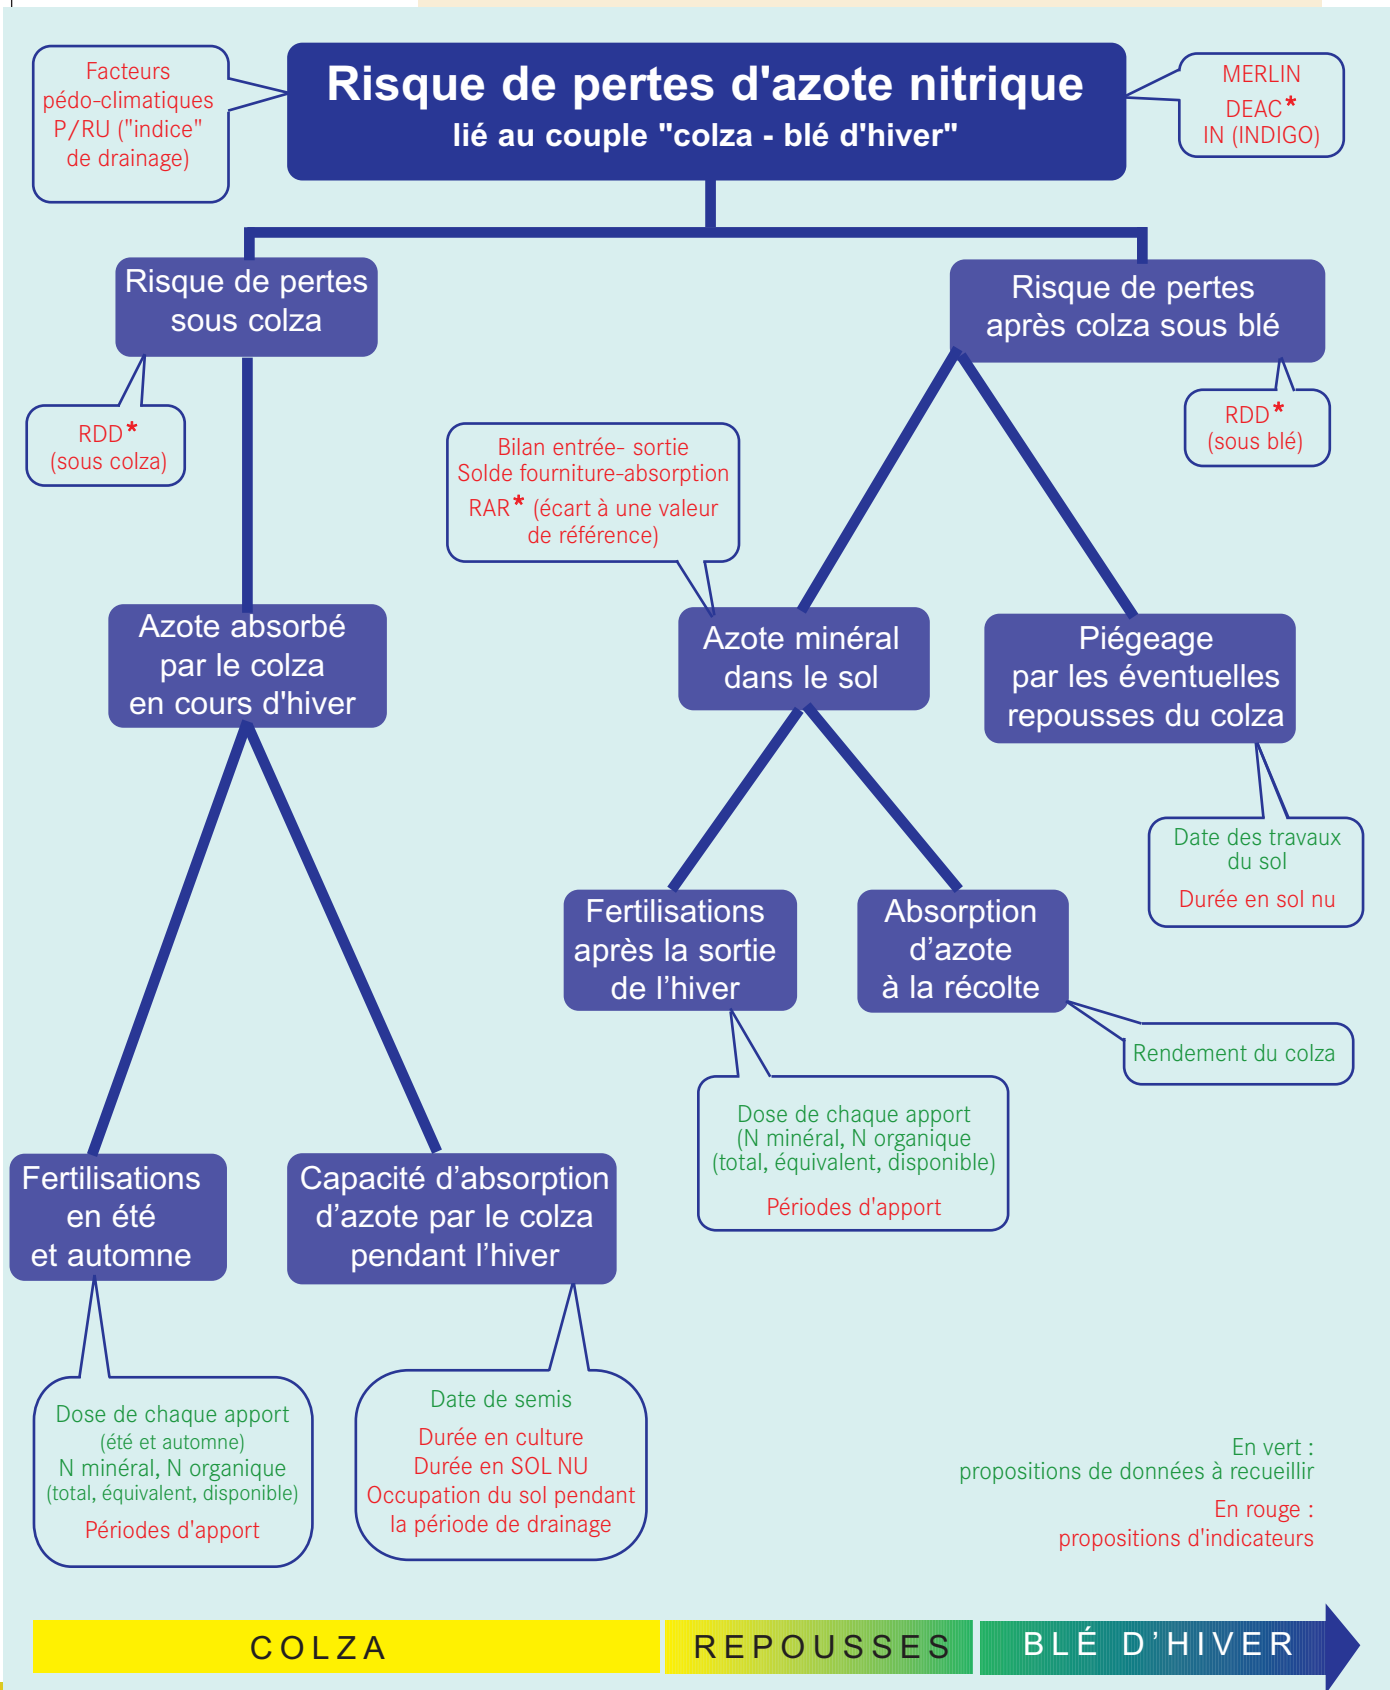 Facteurs
pédo-climatiques
P/RU ("indice"
de drainage)
Risque de pertes d'azote nitrique
lié au couple "colza - blé d'hiver"
MERLIN
DEAC*
IN (INDIGO)
Risque de pertes
sous colza
Risque de pertes
après colza sous blé
RDD*
(sous colza)
Bilan entrée- sortie
Solde fourniture-absorption
RAR* (écart à une valeur
de référence)
RDD*
(sous blé)
Azote absorbé
par le colza
en cours d'hiver
Azote minéral
dans le sol
Piégeage
par les éventuelles
repousses du colza
Date des travaux
du sol
Durée en sol nu
Fertilisations
après la sortie
de l’hiver
Absorption
d’azote
à la récolte
Rendement du colza
Dose de chaque apport
(N minéral, N organique
(total, équivalent, disponible)
Périodes d'apport
Fertilisations
en été
et automne
Capacité d’absorption
d’azote par le colza
pendant l’hiver
Dose de chaque apport
(été et automne)
N minéral, N organique
(total, équivalent, disponible)
Périodes d'apport
Date de semis
Durée en culture
Durée en SOL NU
Occupation du sol pendant
la période de drainage
En vert :
propositions de données à recueillir
En rouge :
propositions d'indicateurs
COLZA
REPOUSSES
BLÉ D’HIVER